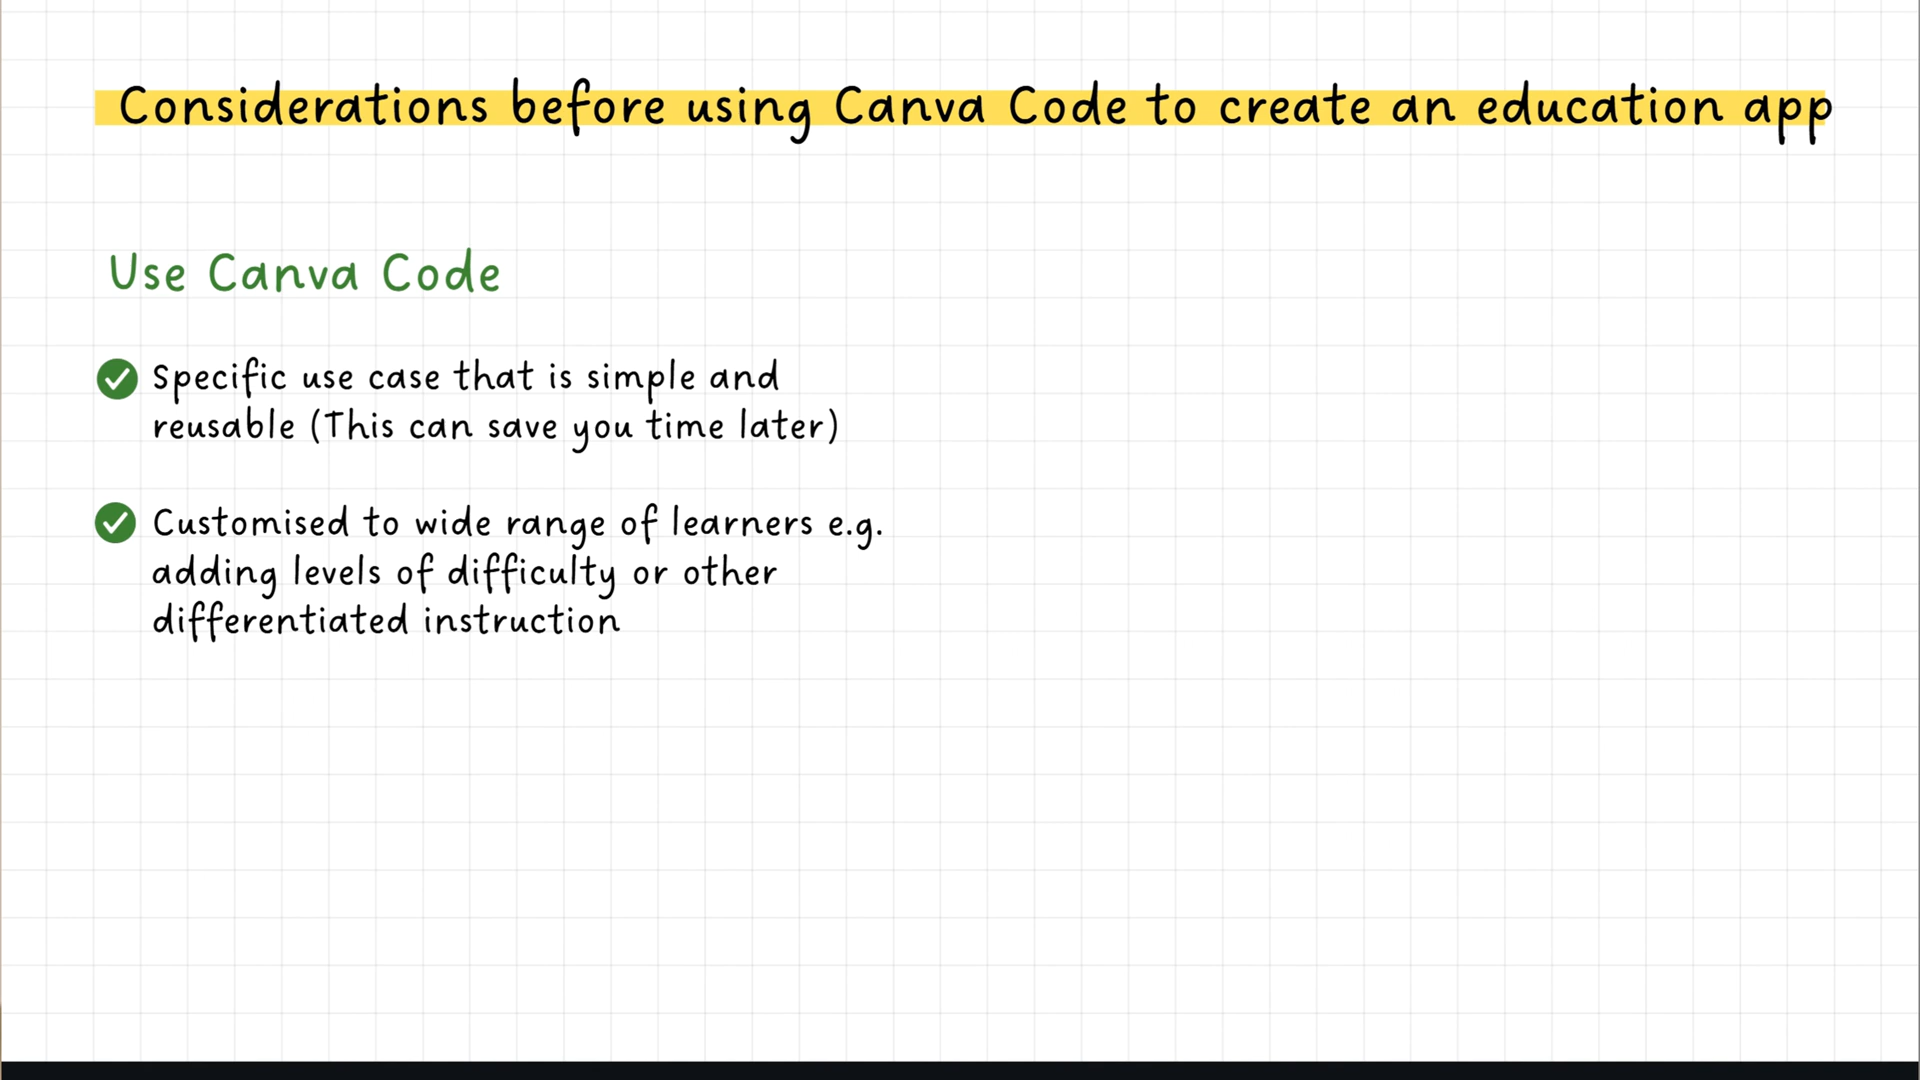 Considerations before using Canva Code to create an education app
Use Canva Code
Specific use case that is simple and
reusable (This can save you time later)
Customised to wide range of learners e.g.
adding levels of difficulty or other
differentiated instruction